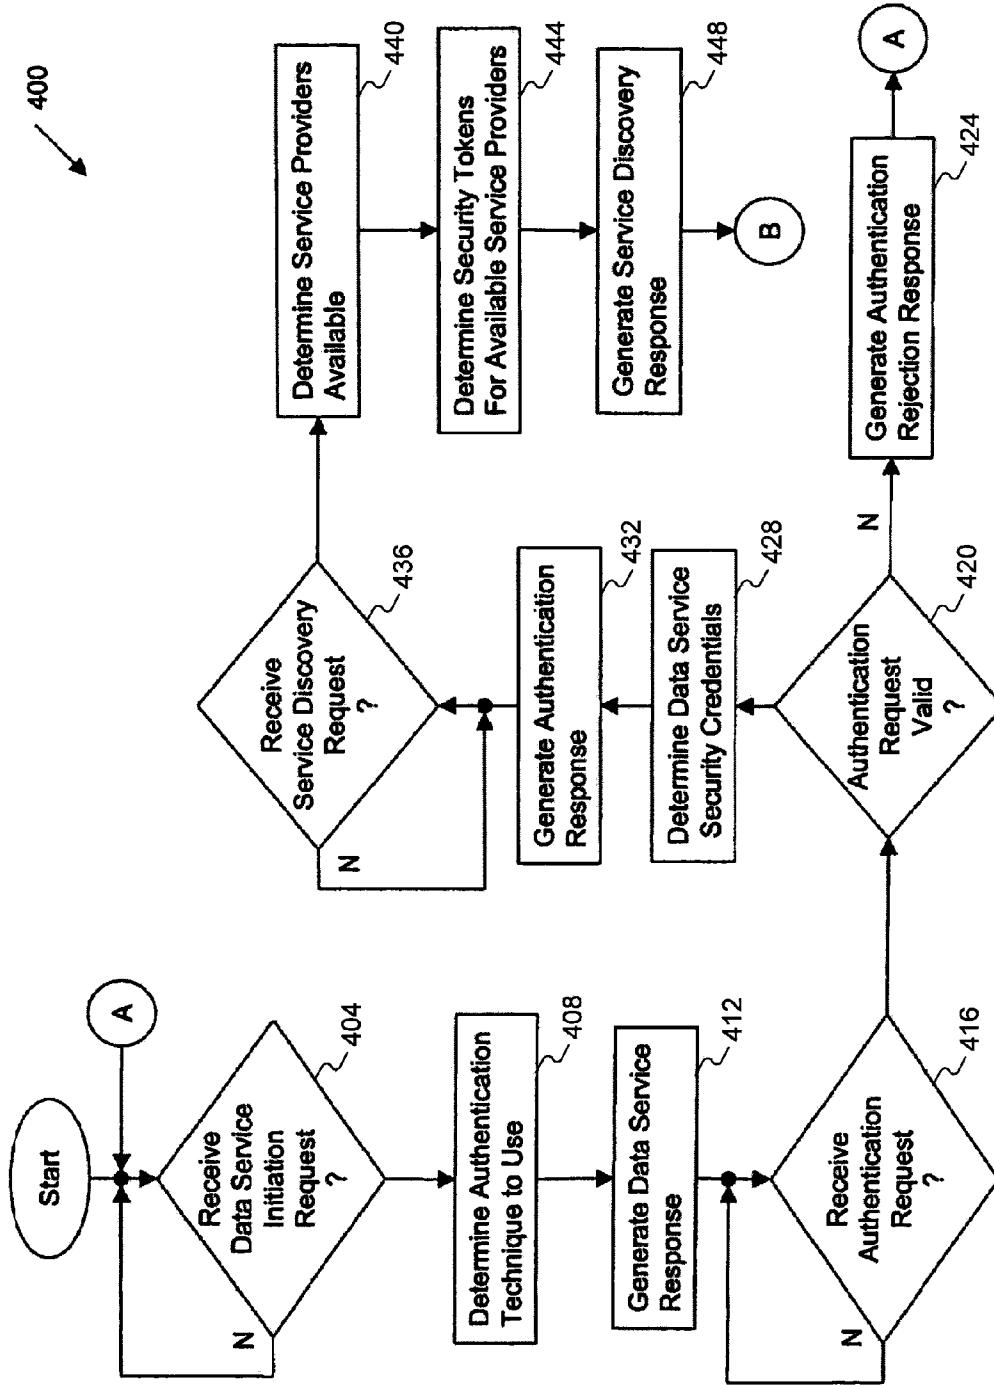 400
Start
A
Receive
Data Service
Initiation
Request
?
404
N
Determine Authentication
Technique to Use
408
Generate Data Service
Response
412
Receive
Authentication
Request
?
416
N
Authentication
Request
Valid
?
420
N
Generate Authentication
Rejection Response
424
A
Determine Data Service
Security Credentials
428
Generate Authentication
Response
432
Receive
Service Discovery
Request
?
436
N
Determine Service Providers
Available
440
Determine Security Tokens
For Available Service Providers
444
Generate Service Discovery
Response
448
B